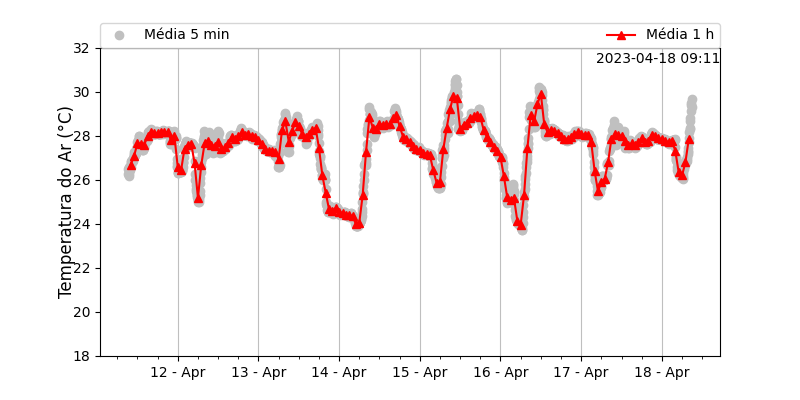 Média 5 min
Média 1 h
2023-04-18 09:11
Temperatura do Ar (°C)
32
30
28
26
24
22
20
18
12 - Apr
13 - Apr
14 - Apr
15 - Apr
16 - Apr
17 - Apr
18 - Apr